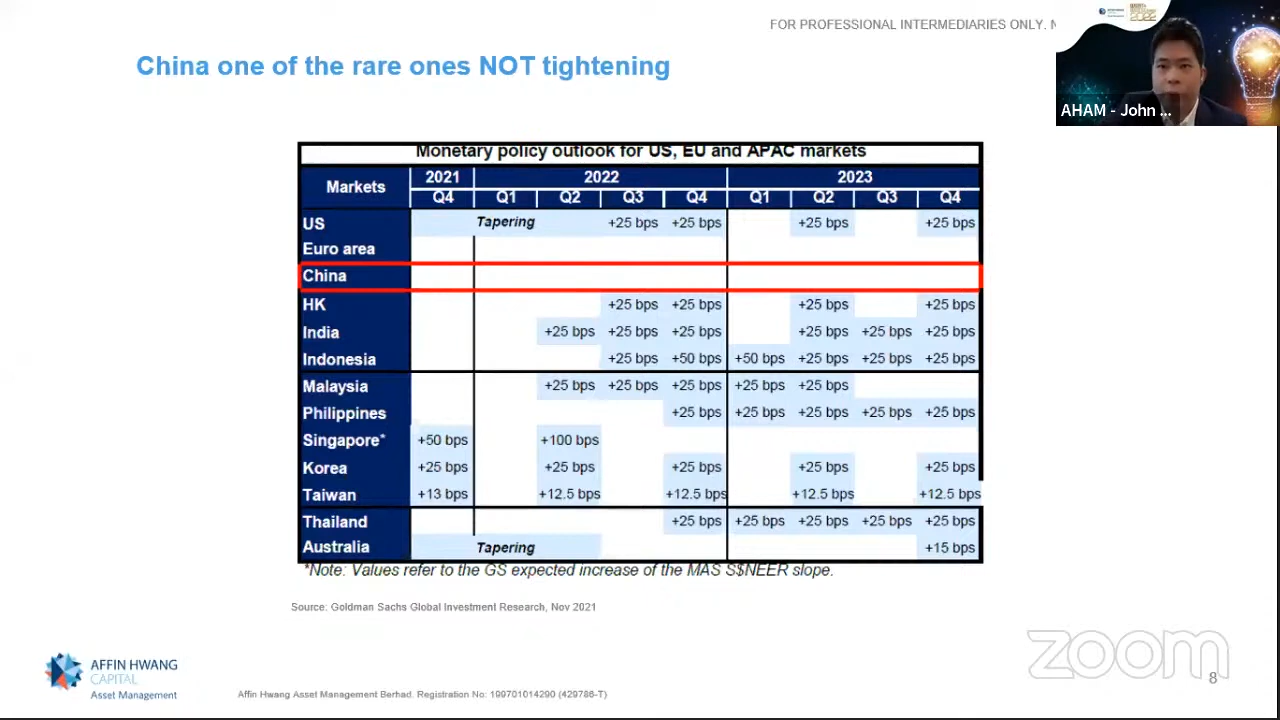 FOR PROFESSIONAL INTERMEDIARIES ONLY. N
AFFIN HWANG
2022
China one of the rare ones NOT tightening
AHAM - John ...
Monetary policy outlook for US, EU and APAC markets
Markets 2021 2022 2023
Q4 Q1 Q2 Q3 Q4 Q1 Q2 Q3 Q4
US Tapering +25 bps +25 bps +25 bps +25 bps
Euro area
China
HK +25 bps +25 bps +25 bps +25 bps
India +25 bps +25 bps +25 bps +25 bps +25 bps +25 bps
Indonesia +25 bps +50 bps +50 bps +25 bps +25 bps +25 bps
Malaysia +25 bps +25 bps +25 bps +25 bps +25 bps
Philippines +25 bps +25 bps +25 bps +25 bps +25 bps
Singapore* +50 bps +100 bps
Korea +25 bps +25 bps +25 bps +25 bps +25 bps
Taiwan +13 bps +12.5 bps +12.5 bps +12.5 bps +12.5 bps
Thailand +25 bps +25 bps +25 bps +25 bps +25 bps
Australia Tapering +15 bps
*Note: Values refer to the GS expected increase of the MAS S$NEER slope.
Source: Goldman Sachs Global Investment Research, Nov 2021
zoom
AFFIN HWANG
CAPITAL
Asset Management
8
Affin Hwang Asset Management Berhad. Registration No: 199701014290 (429786-T)